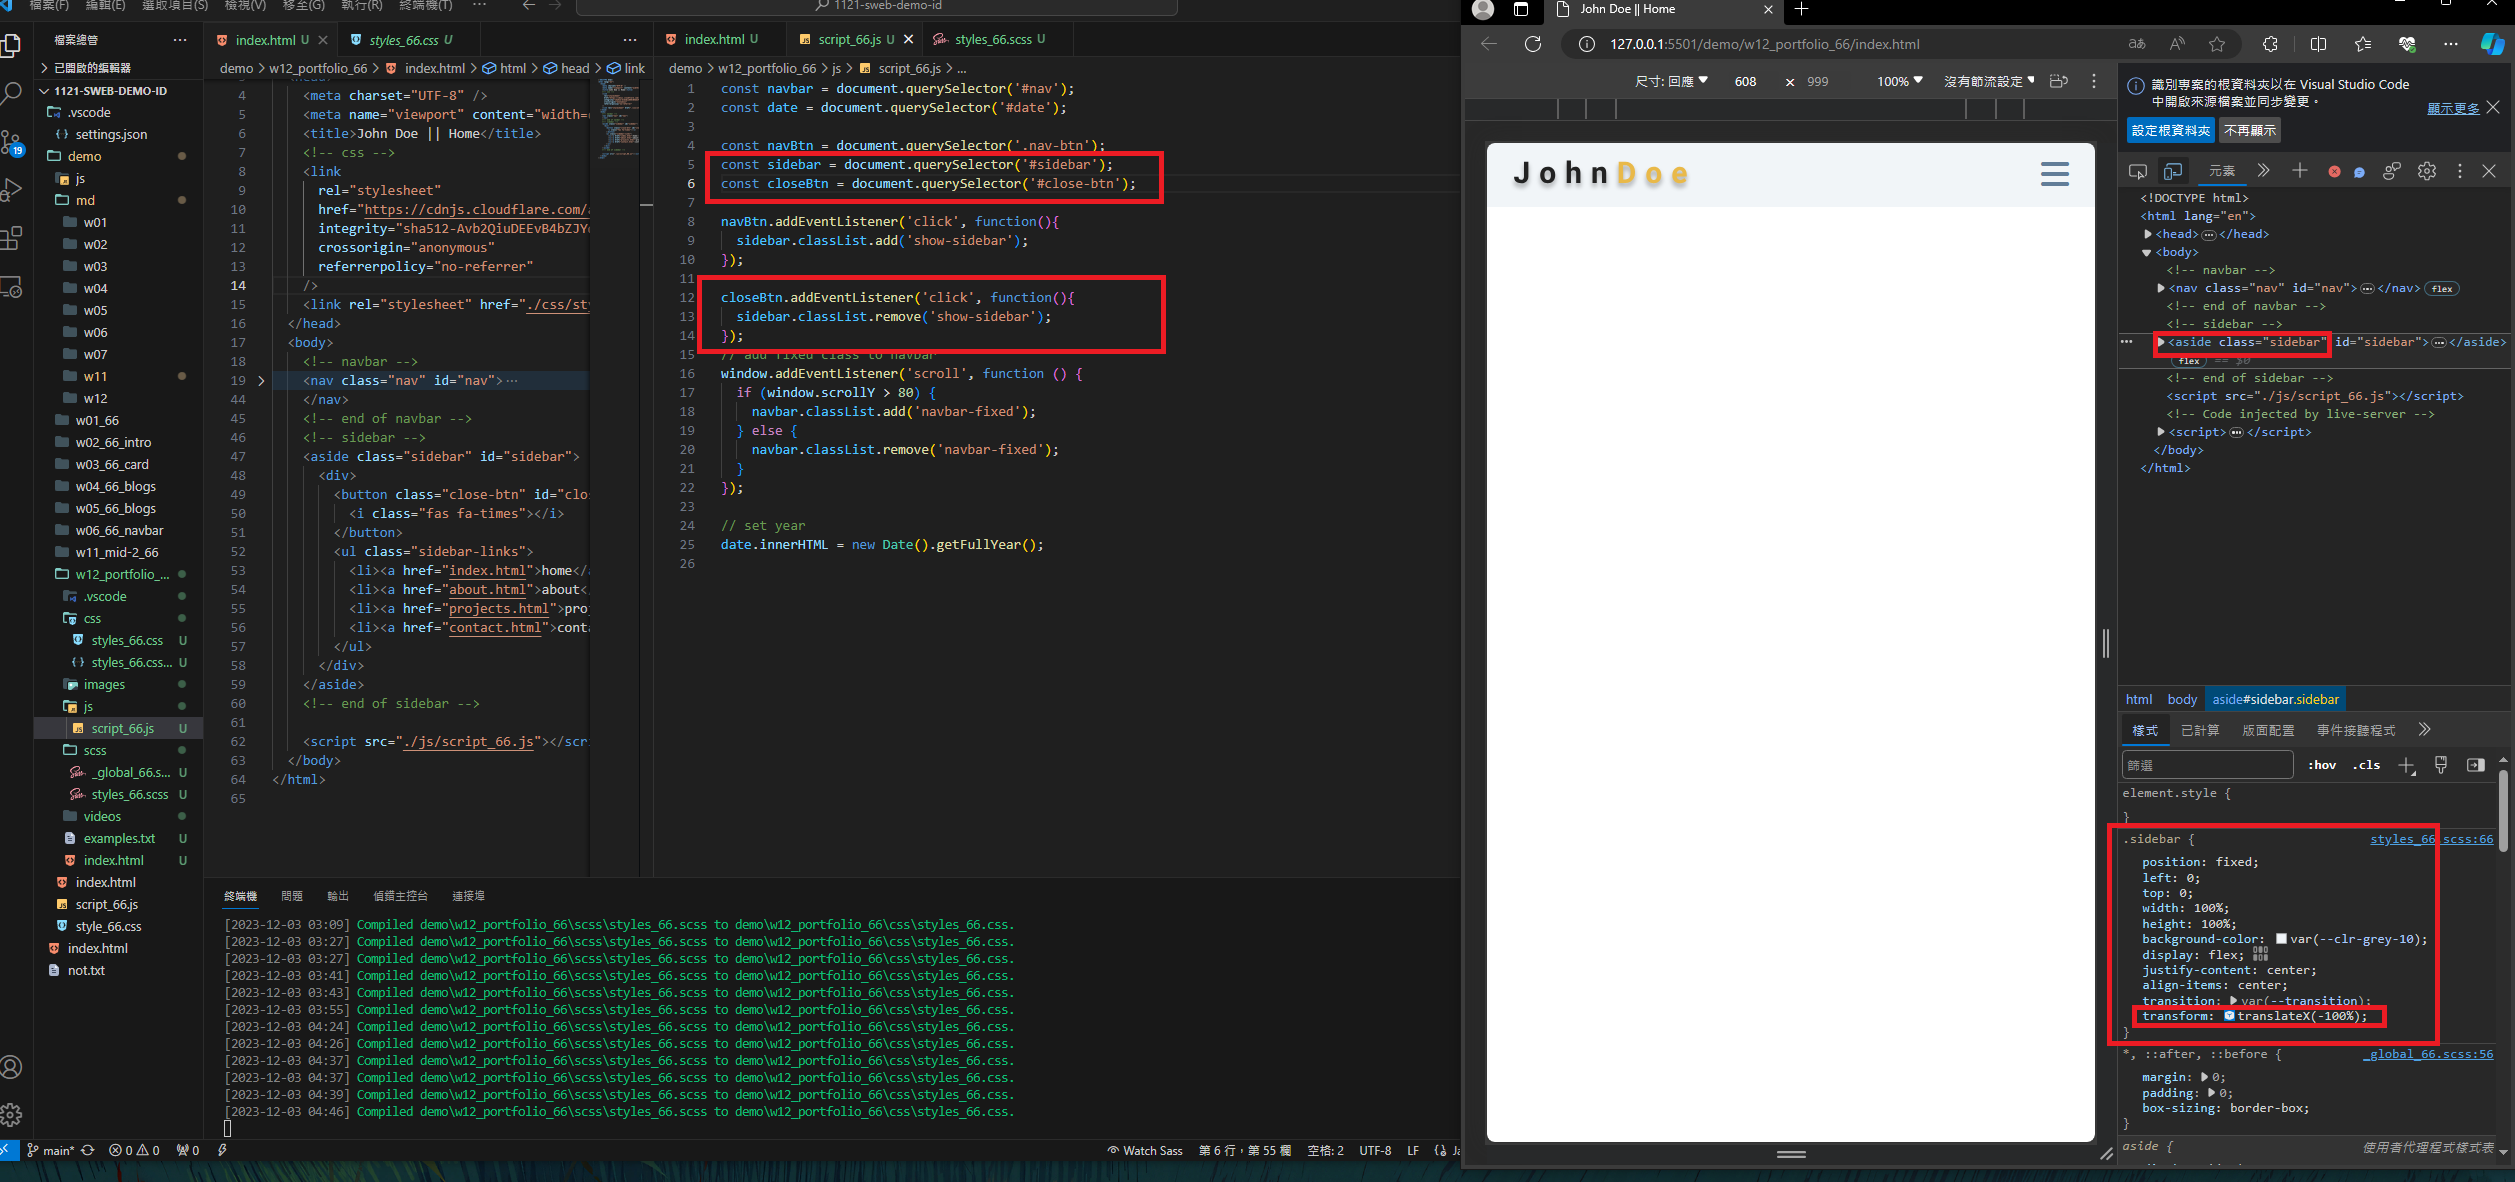 檔案(F) 編輯(E) 選取項目(S) 檢視(V) 移至(G) 執行(R) 終端機(T) ···
1121-sweb-demo-id
檔案總管
已開啟的編輯器
1121-SWEB-DEMO-ID
.vscode
settings.json
demo
js
md
w01
w02
w03
w04
w05
w06
w07
w11
w12
w01_66
w02_66_intro
w03_66_card
w04_66_blogs
w05_66_blogs
w06_66_navbar
w11_mid-2_66
w12_portfolio_...
.vscode
css
styles_66.css U
styles_66.css... U
images
js
script_66.js U
scss
_global_66.s... U
styles_66.scss U
videos
examples.txt U
index.html U
index.html
script_66.js
style_66.css
index.html
not.txt
19
index.html U
styles_66.css U
demo > w12_portfolio_66 > index.html > html > head > link
4 <meta charset="UTF-8" />
5 <meta name="viewport" content="width=
6 <title>John Doe || Home</title>
7 <!-- css -->
8 <link
9 rel="stylesheet"
10 href="https://cdnjs.cloudflare.com/
11 integrity="sha512-Avb2QiuDEEvB4bZJY
12 crossorigin="anonymous"
13 referrerpolicy="no-referrer"
14 />
15 <link rel="stylesheet" href="./css/sty
16 </head>
17 <body>
18 <!-- navbar -->
19 <nav class="nav" id="nav">···
44 </nav>
45 <!-- end of navbar -->
46 <!-- sidebar -->
47 <aside class="sidebar" id="sidebar">
48 <div>
49 <button class="close-btn" id="clo
50 <i class="fas fa-times"></i>
51 </button>
52 <ul class="sidebar-links">
53 <li><a href="index.html">home</
54 <li><a href="about.html">about<
55 <li><a href="projects.html">pro
56 <li><a href="contact.html">cont
57 </ul>
58 </div>
59 </aside>
60 <!-- end of sidebar -->
61
62 <script src="./js/script_66.js"></scr
63 </body>
64 </html>
65
index.html U
script_66.js U
styles_66.scss U
demo > w12_portfolio_66 > js > script_66.js > ...
1 const navbar = document.querySelector('#nav');
2 const date = document.querySelector('#date');
3
4 const navBtn = document.querySelector('.nav-btn');
5 const sidebar = document.querySelector('#sidebar');
6 const closeBtn = document.querySelector('#close-btn');
7
8 navBtn.addEventListener('click', function(){
9 sidebar.classList.add('show-sidebar');
10 });
11
12 closeBtn.addEventListener('click', function(){
13 sidebar.classList.remove('show-sidebar');
14 });
15 // add fixed class to navbar
16 window.addEventListener('scroll', function () {
17 if (window.scrollY > 80) {
18 navbar.classList.add('navbar-fixed');
19 } else {
20 navbar.classList.remove('navbar-fixed');
21 }
22 });
23
24 // set year
25 date.innerHTML = new Date().getFullYear();
26
終端機 問題 輸出 偵錯主控台 連接埠
[2023-12-03 03:09] Compiled demo\w12_portfolio_66\scss\styles_66.scss to demo\w12_portfolio_66\css\styles_66.css.
[2023-12-03 03:27] Compiled demo\w12_portfolio_66\scss\styles_66.scss to demo\w12_portfolio_66\css\styles_66.css.
[2023-12-03 03:27] Compiled demo\w12_portfolio_66\scss\styles_66.scss to demo\w12_portfolio_66\css\styles_66.css.
[2023-12-03 03:41] Compiled demo\w12_portfolio_66\scss\styles_66.scss to demo\w12_portfolio_66\css\styles_66.css.
[2023-12-03 03:43] Compiled demo\w12_portfolio_66\scss\styles_66.scss to demo\w12_portfolio_66\css\styles_66.css.
[2023-12-03 03:55] Compiled demo\w12_portfolio_66\scss\styles_66.scss to demo\w12_portfolio_66\css\styles_66.css.
[2023-12-03 04:24] Compiled demo\w12_portfolio_66\scss\styles_66.scss to demo\w12_portfolio_66\css\styles_66.css.
[2023-12-03 04:26] Compiled demo\w12_portfolio_66\scss\styles_66.scss to demo\w12_portfolio_66\css\styles_66.css.
[2023-12-03 04:37] Compiled demo\w12_portfolio_66\scss\styles_66.scss to demo\w12_portfolio_66\css\styles_66.css.
[2023-12-03 04:37] Compiled demo\w12_portfolio_66\scss\styles_66.scss to demo\w12_portfolio_66\css\styles_66.css.
[2023-12-03 04:39] Compiled demo\w12_portfolio_66\scss\styles_66.scss to demo\w12_portfolio_66\css\styles_66.css.
[2023-12-03 04:46] Compiled demo\w12_portfolio_66\scss\styles_66.scss to demo\w12_portfolio_66\css\styles_66.css.
main* 0 0 0 Watch Sass 第 6 行，第 55 欄 空格: 2 UTF-8 LF {} Ja
John Doe || Home
127.0.0.1:5501/demo/w12_portfolio_66/index.html
尺寸: 回應 608 × 999 100% 沒有節流設定
JohnDoe
識別專案的根資料夾以在 Visual Studio Code
中開啟來源檔案並同步變更。 顯示更多
設定根資料夾 不再顯示
元素
<!DOCTYPE html>
<html lang="en">
<head>···</head>
<body>
<!-- navbar -->
<nav class="nav" id="nav">···</nav> flex
<!-- end of navbar -->
<!-- sidebar -->
··· <aside class="sidebar" id="sidebar">···</aside>
flex == $0
<!-- end of sidebar -->
<script src="./js/script_66.js"></script>
<!-- Code injected by live-server -->
<script>···</script>
</body>
</html>
html body aside#sidebar.sidebar
樣式 已計算 版面配置 事件接聽程式
篩選 :hov .cls
element.style {
}
.sidebar { styles_66.scss:66
position: fixed;
left: 0;
top: 0;
width: 100%;
height: 100%;
background-color: var(--clr-grey-10);
display: flex;
justify-content: center;
align-items: center;
transition: var(--transition);
transform: translateX(-100%);
}
*, ::after, ::before { _global_66.scss:56
margin: 0;
padding: 0;
box-sizing: border-box;
}
aside { 使用者代理程式樣式表